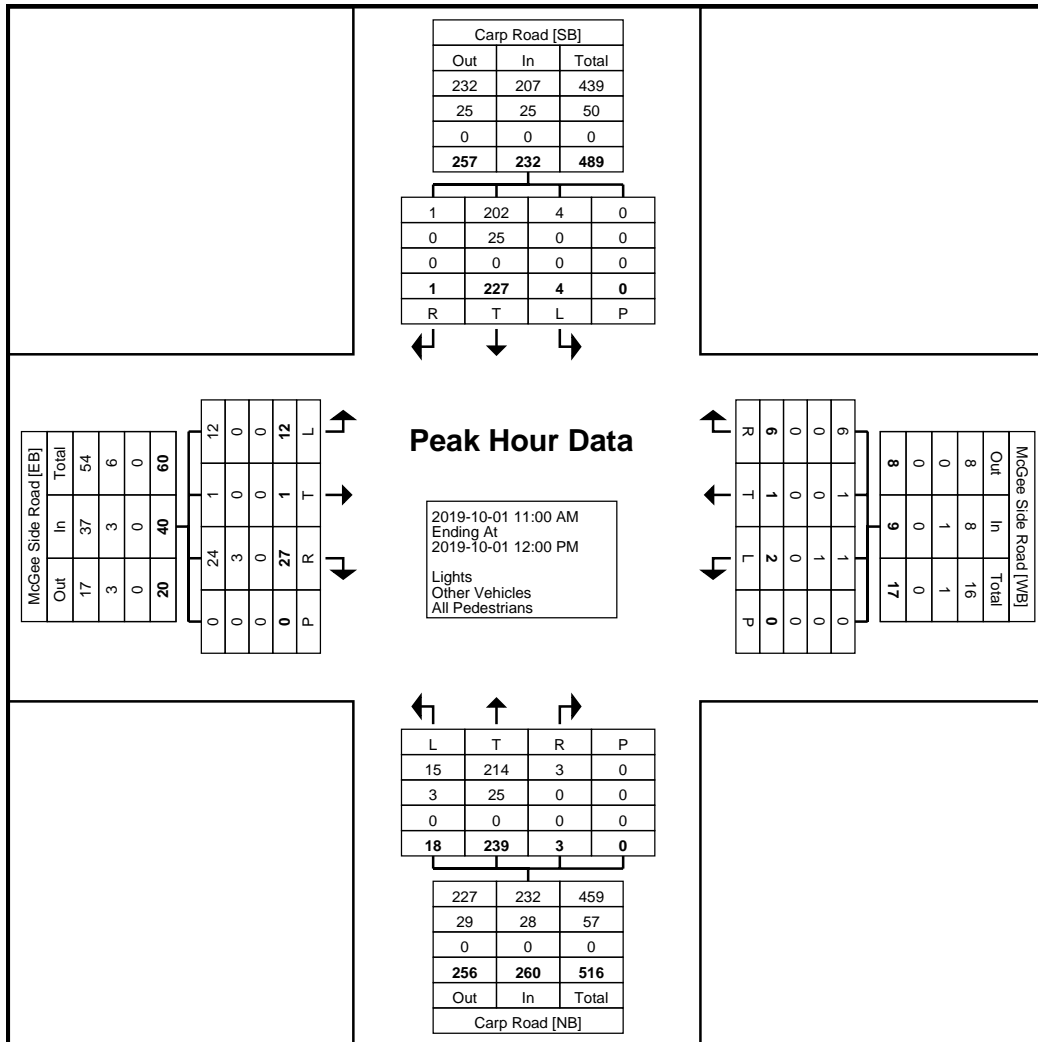 Carp Road [SB]
Out In Total
232 207 439
25 25 50
0 0 0
257 232 489
1 202 4 0
0 25 0 0
0 0 0 0
1 227 4 0
R T L P
McGee Side Road [EB]
Total In Out
54 37 17
6 3 3
0 0 0
60 40 20
12 1 24 0
0 0 3 0
0 0 0 0
12 1 27 0
L T R P
Peak Hour Data
2019-10-01 11:00 AM
Ending At
2019-10-01 12:00 PM
Lights
Other Vehicles
All Pedestrians
R T L P
6 1 2 0
0 0 0 0
0 0 1 0
6 1 1 0
8 9 17
0 0 0
0 1 1
8 8 16
Out In Total
McGee Side Road [WB]
L T R P
15 214 3 0
3 25 0 0
0 0 0 0
18 239 3 0
227 232 459
29 28 57
0 0 0
256 260 516
Out In Total
Carp Road [NB]